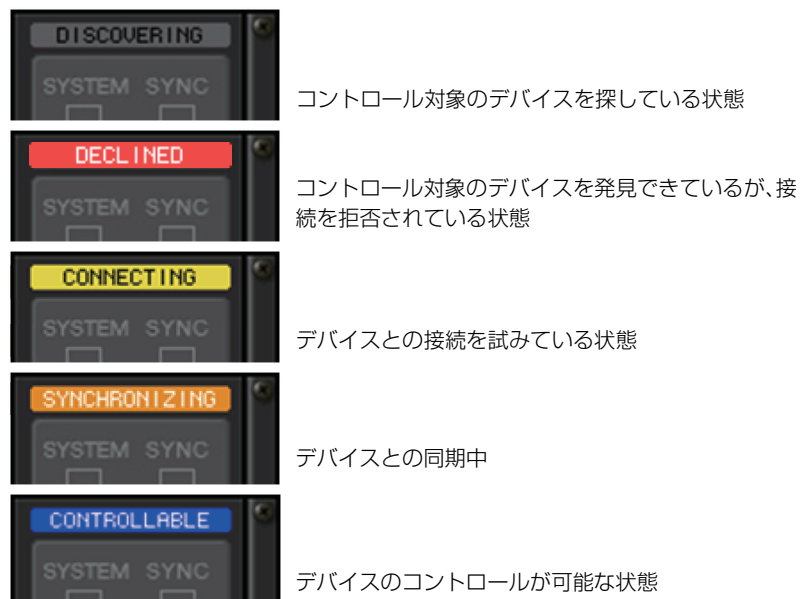 DISCOVERING
SYSTEM SYNC
コントロール対象のデバイスを探している状態
DECLINED
SYSTEM SYNC
コントロール対象のデバイスを発見できているが、接
続を拒否されている状態
CONNECTING
SYSTEM SYNC
デバイスとの接続を試みている状態
SYNCHRONIZING
SYSTEM SYNC
デバイスとの同期中
CONTROLLABLE
SYSTEM SYNC
デバイスのコントロールが可能な状態